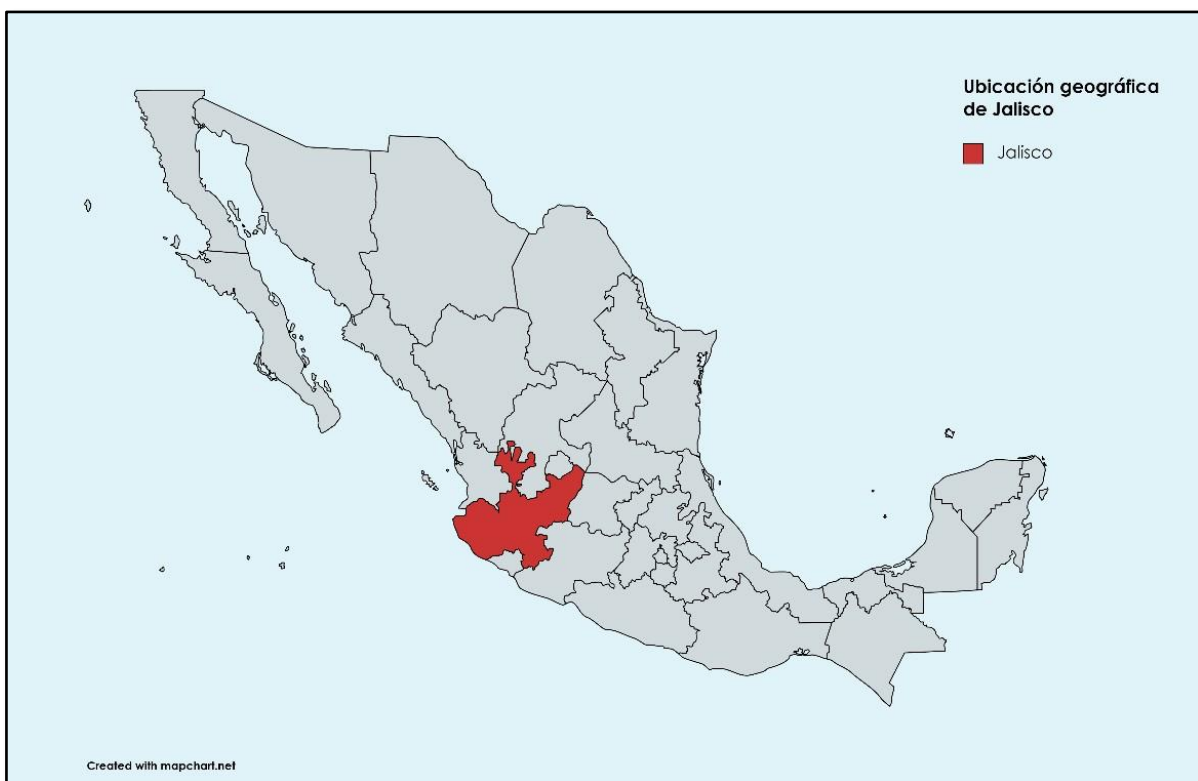 Ubicación geográfica
de Jalisco
Jalisco
Created with mapchart.net